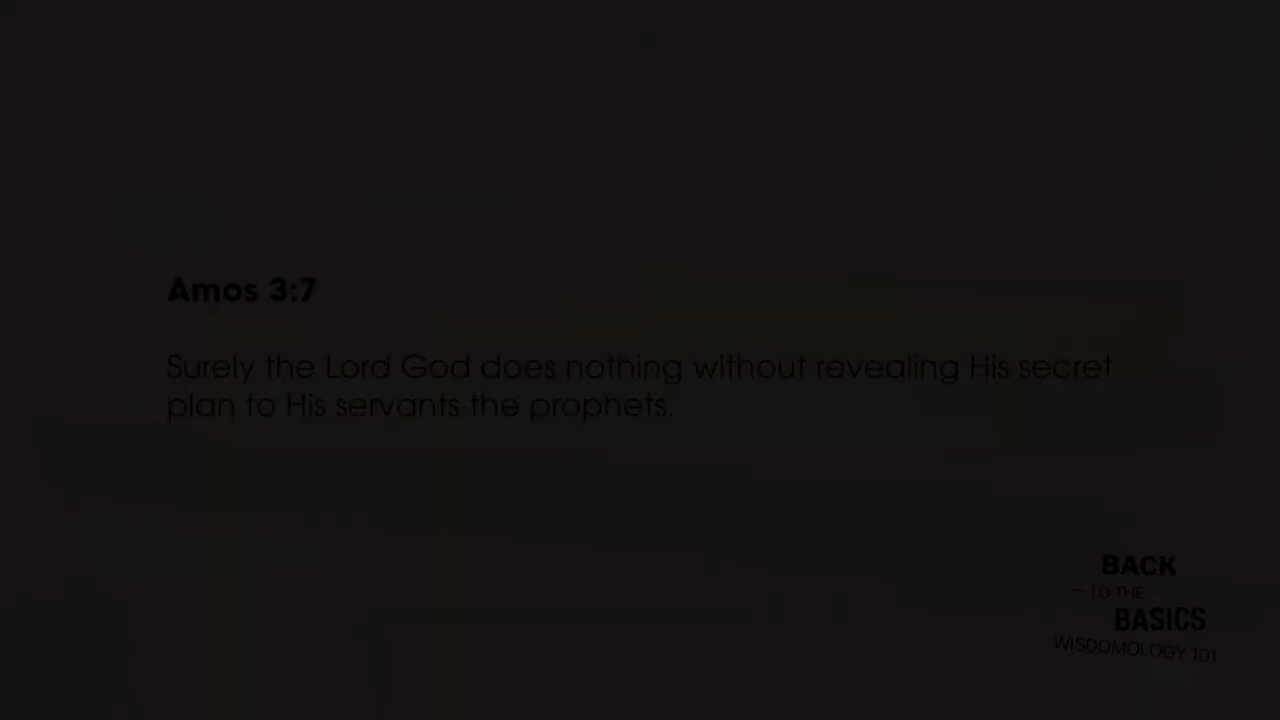 Amos 3:7
Surely the Lord God does nothing without revealing His secret
plan to His servants the prophets.
BACK
– TO THE
BASICS
WISDOMOLOGY 101